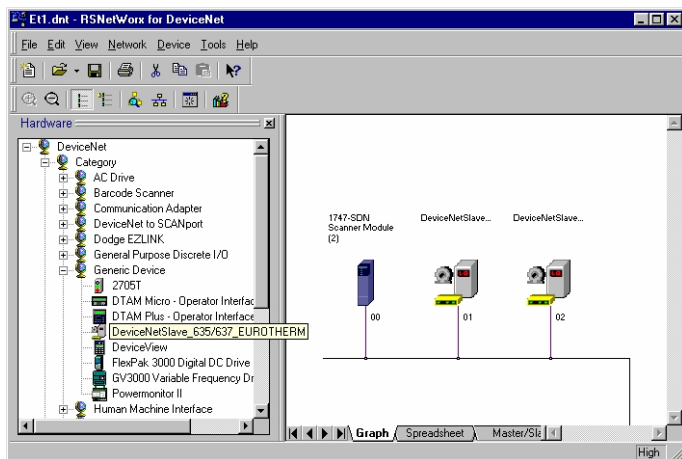 Et1.dnt - RSNetWorx for DeviceNet
File Edit View Network Device Tools Help
Hardware
DeviceNet
Category
AC Drive
Barcode Scanner
Communication Adapter
DeviceNet to SCANport
Dodge EZLINK
General Purpose Discrete I/O
Generic Device
2705T
DTAM Micro - Operator Interfac
DTAM Plus - Operator Interface
DeviceNetSlave_635/637_EUROTHERM
DeviceView
FlexPak 3000 Digital DC Drive
GV3000 Variable Frequency Dr
Powermonitor II
Human Machine Interface
1747-SDN
Scanner Module
(2)
DeviceNetSlave...
DeviceNetSlave...
00
01
02
Graph Spreadsheet Master/Sla
High